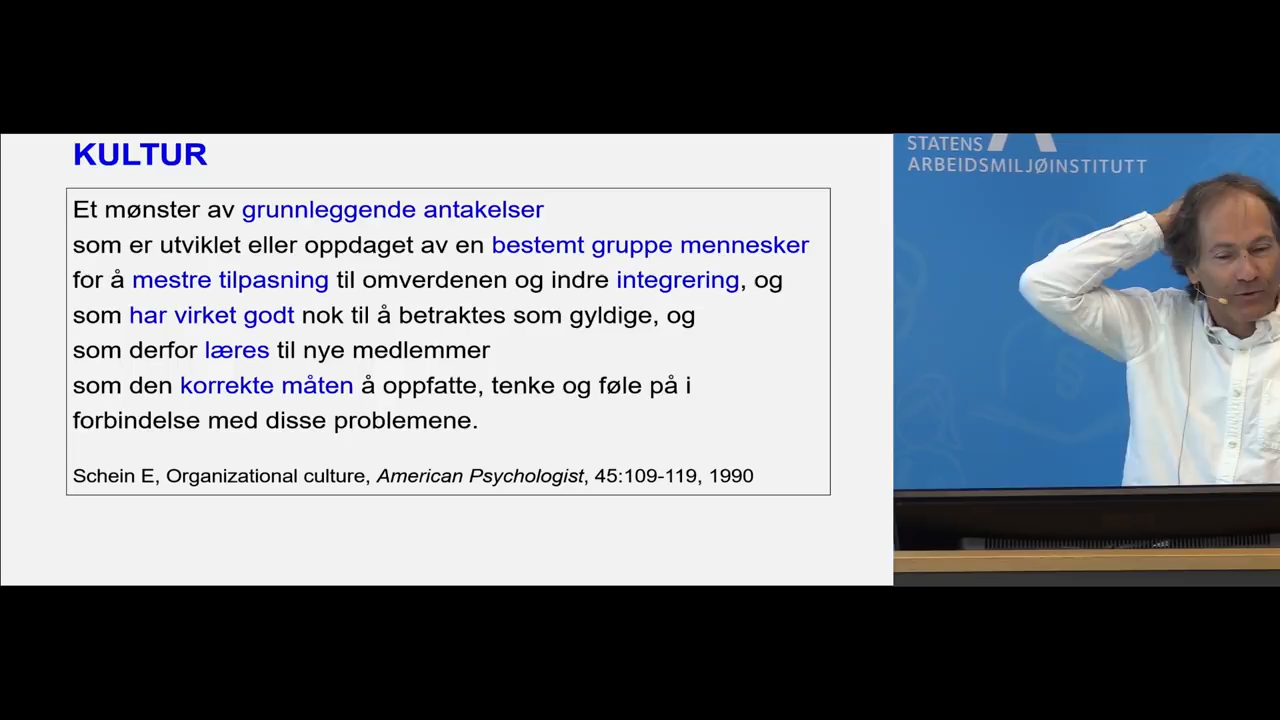 KULTUR
Et mønster av grunnleggende antakelser
som er utviklet eller oppdaget av en bestemt gruppe mennesker
for å mestre tilpasning til omverdenen og indre integrering, og
som har virket godt nok til å betraktes som gyldige, og
som derfor læres til nye medlemmer
som den korrekte måten å oppfatte, tenke og føle på i
forbindelse med disse problemene.
Schein E, Organizational culture, American Psychologist, 45:109-119, 1990
STATENS
ARBEIDSMILJØINSTITUTT